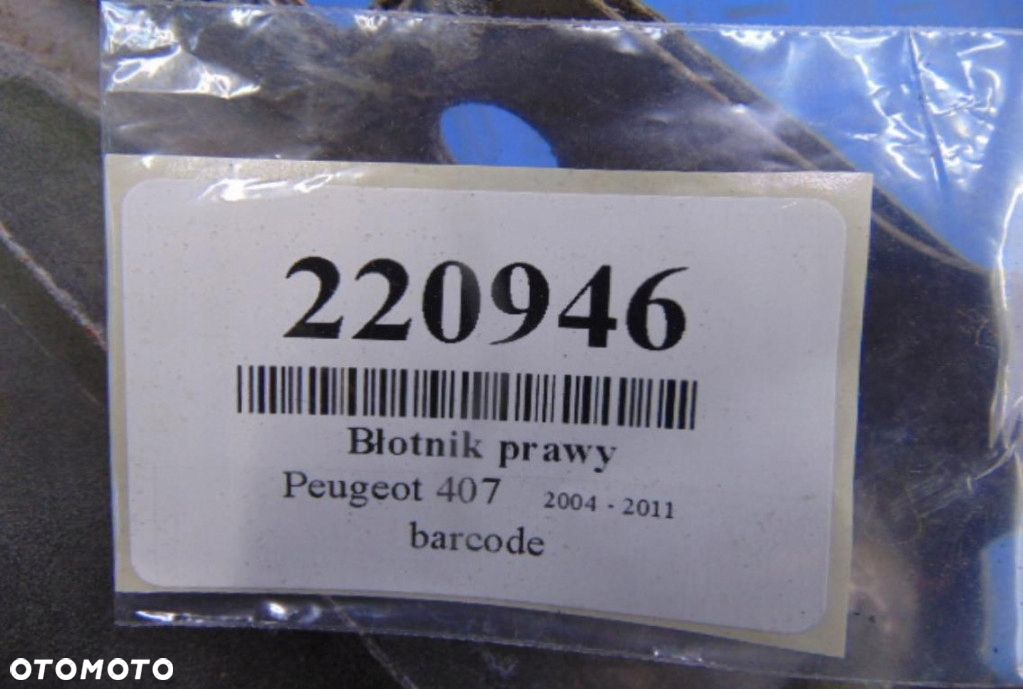 220946
Błotnik prawy
Peugeot 407 2004 - 2011
barcode
OTOMOTO